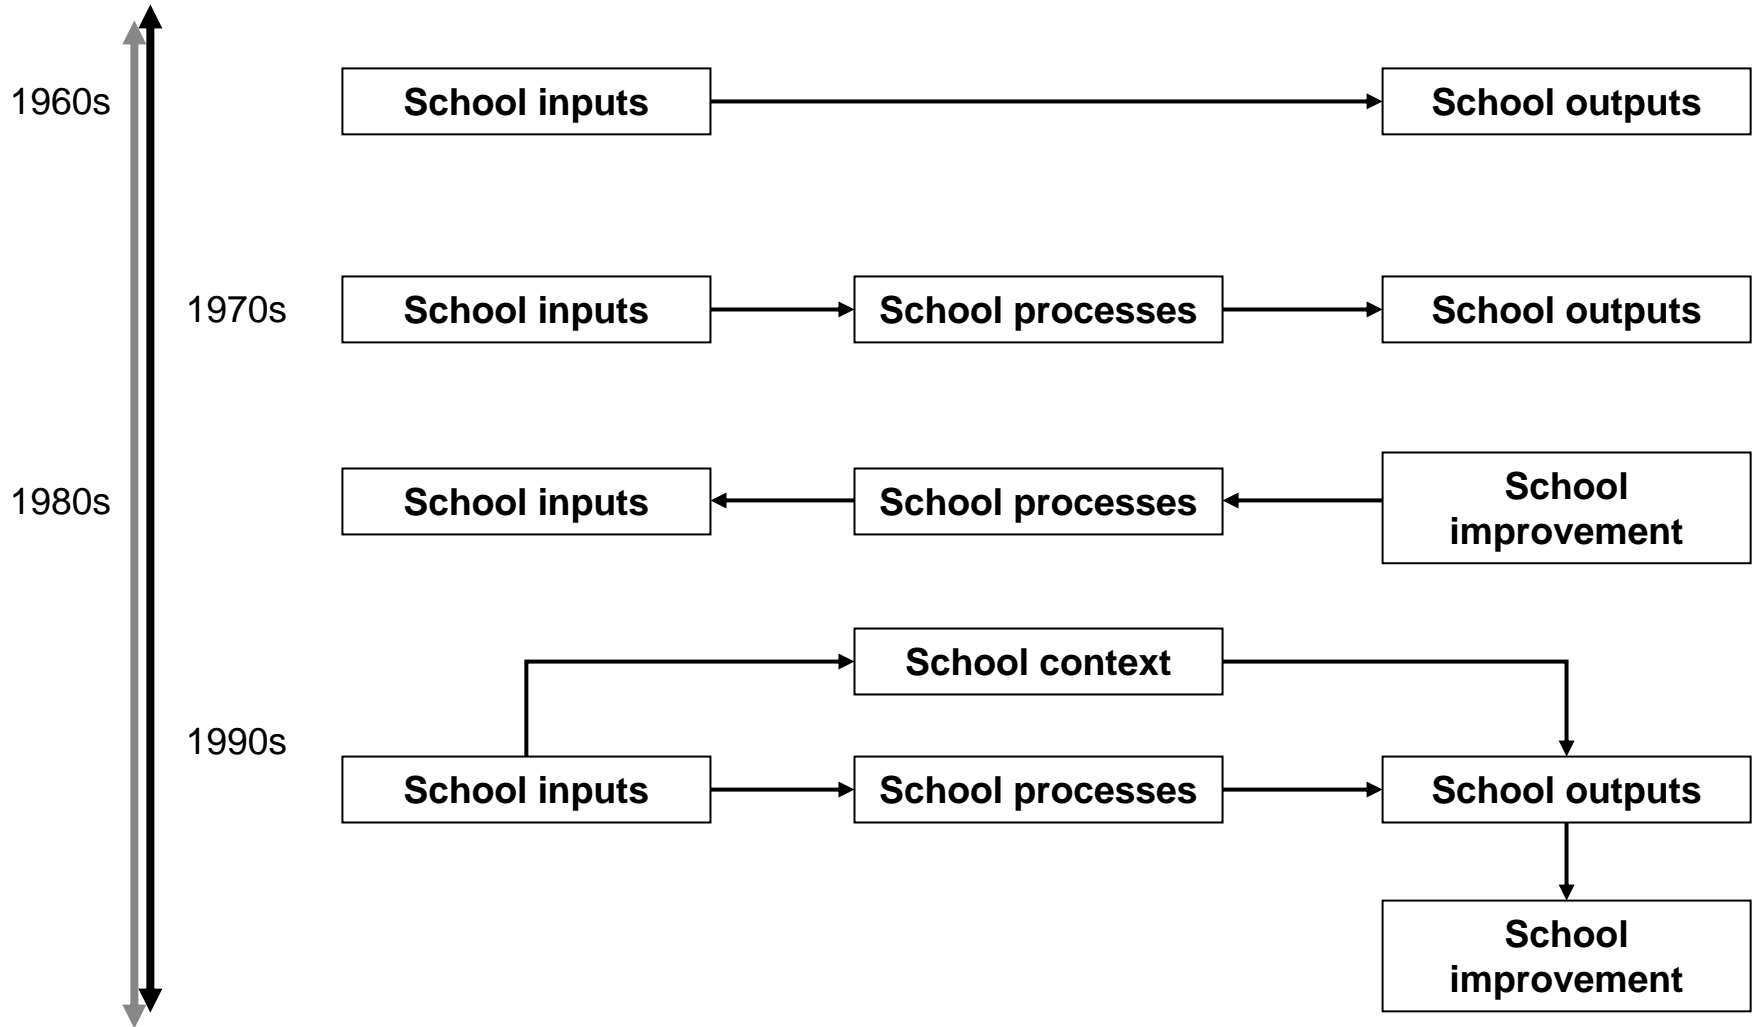 1960s
School inputs
School outputs
1970s
School inputs
School processes
School outputs
1980s
School inputs
School processes
School
improvement
School context
1990s
School inputs
School processes
School outputs
School
improvement